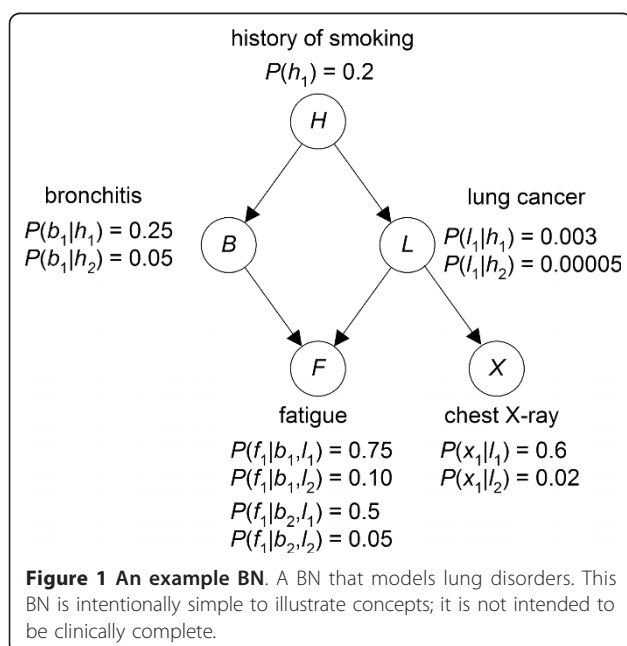 history of smoking
P(h₁) = 0.2
H
bronchitis
P(b₁|h₁) = 0.25
P(b₁|h₂) = 0.05
B
lung cancer
L
P(l₁|h₁) = 0.003
P(l₁|h₂) = 0.00005
F
X
fatigue
P(f₁|b₁,l₁) = 0.75
P(f₁|b₁,l₂) = 0.10
P(f₁|b₂,l₁) = 0.5
P(f₁|b₂,l₂) = 0.05
chest X-ray
P(x₁|l₁) = 0.6
P(x₁|l₂) = 0.02
Figure 1 An example BN. A BN that models lung disorders. This
BN is intentionally simple to illustrate concepts; it is not intended to
be clinically complete.